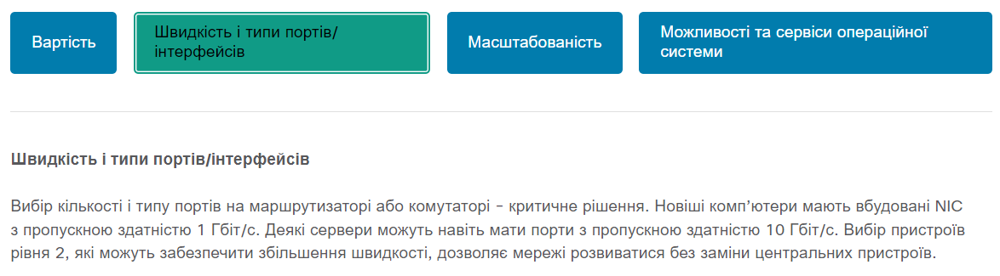 Вартість
Швидкість і типи портів/
інтерфейсів
Масштабованість
Можливості та сервіси операційної
системи
Швидкість і типи портів/інтерфейсів
Вибір кількості і типу портів на маршрутизаторі або комутаторі - критичне рішення. Новіші комп'ютери мають вбудовані NIC
з пропускною здатністю 1 Гбіт/с. Деякі сервери можуть навіть мати порти з пропускною здатністю 10 Гбіт/с. Вибір пристроїв
рівня 2, які можуть забезпечити збільшення швидкості, дозволяє мережі розвиватися без заміни центральних пристроїв.